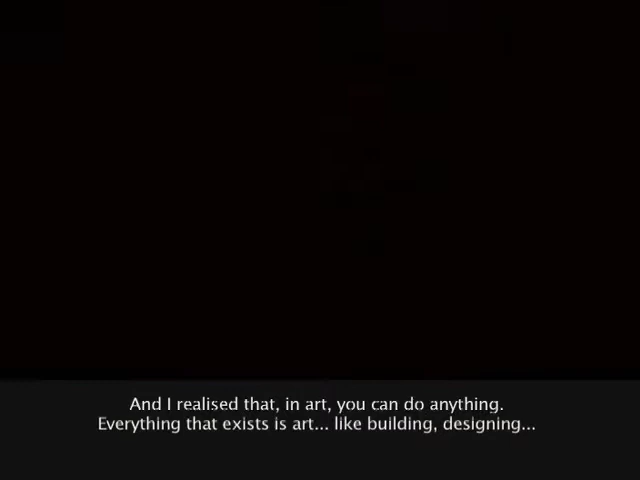 And I realised that, in art, you can do anything.
Everything that exists is art... like building, designing...